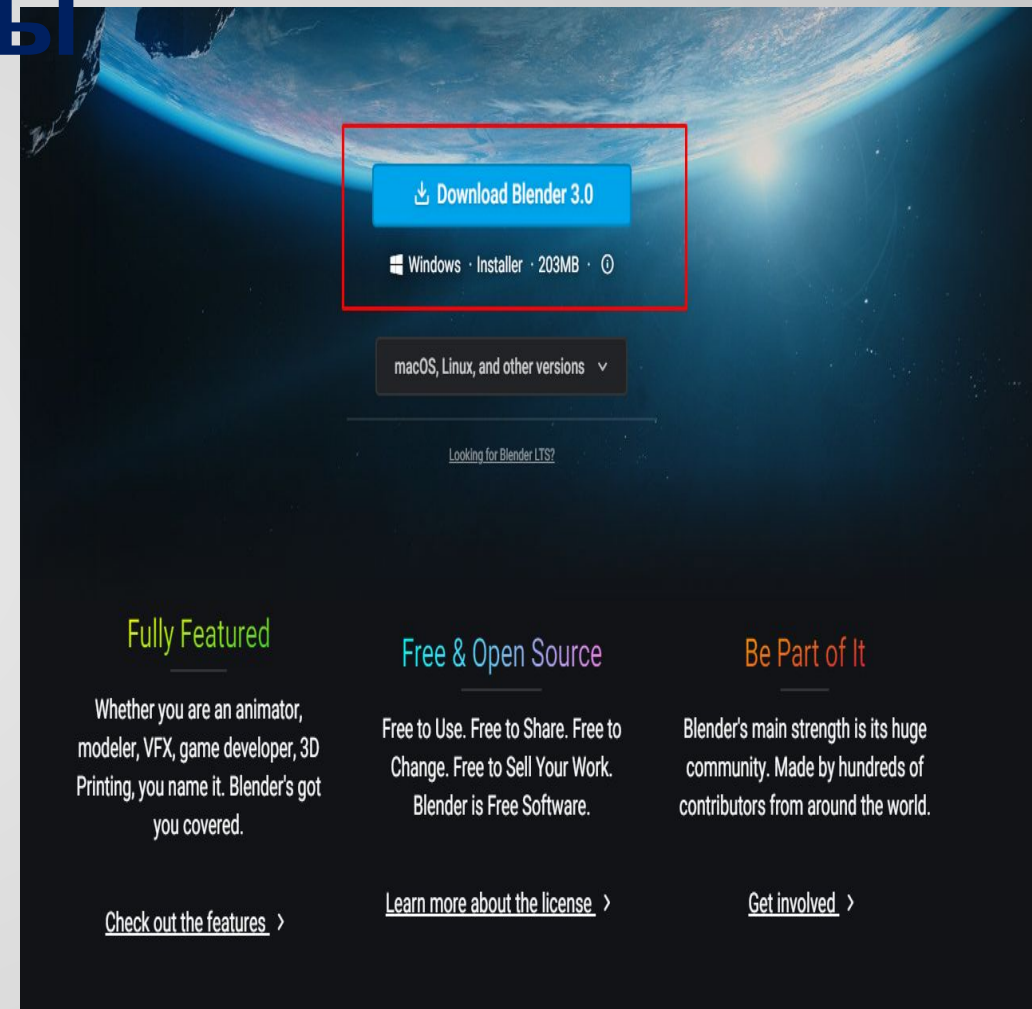 ы
Download Blender 3.0
Windows · Installer · 203MB ·
macOS, Linux, and other versions
Looking for Blender LTS?
Fully Featured
Whether you are an animator,
modeler, VFX, game developer, 3D
Printing, you name it. Blender's got
you covered.
Check out the features >
Free & Open Source
Free to Use. Free to Share. Free to
Change. Free to Sell Your Work.
Blender is Free Software.
Learn more about the license >
Be Part of It
Blender's main strength is its huge
community. Made by hundreds of
contributors from around the world.
Get involved >